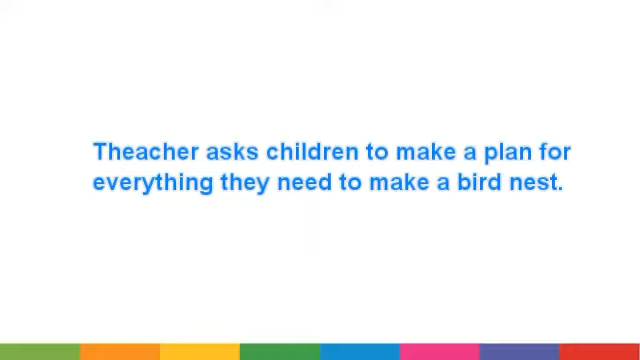 Theacher asks children to make a plan for
everything they need to make a bird nest.